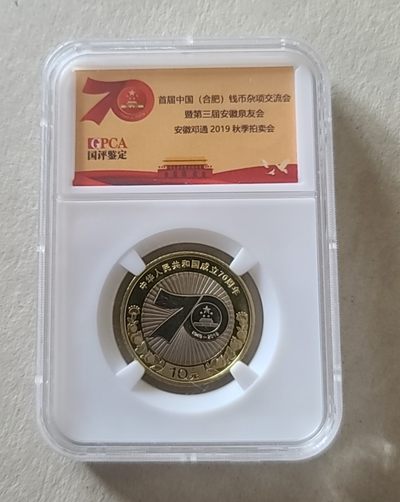 70
首届中国（合肥）钱币杂项交流会
暨第三届安徽泉友会
安徽邓通 2019 秋季拍卖会
GPCA
国评鉴定
中华人民共和国成立70周年
70
1949-2019
10元